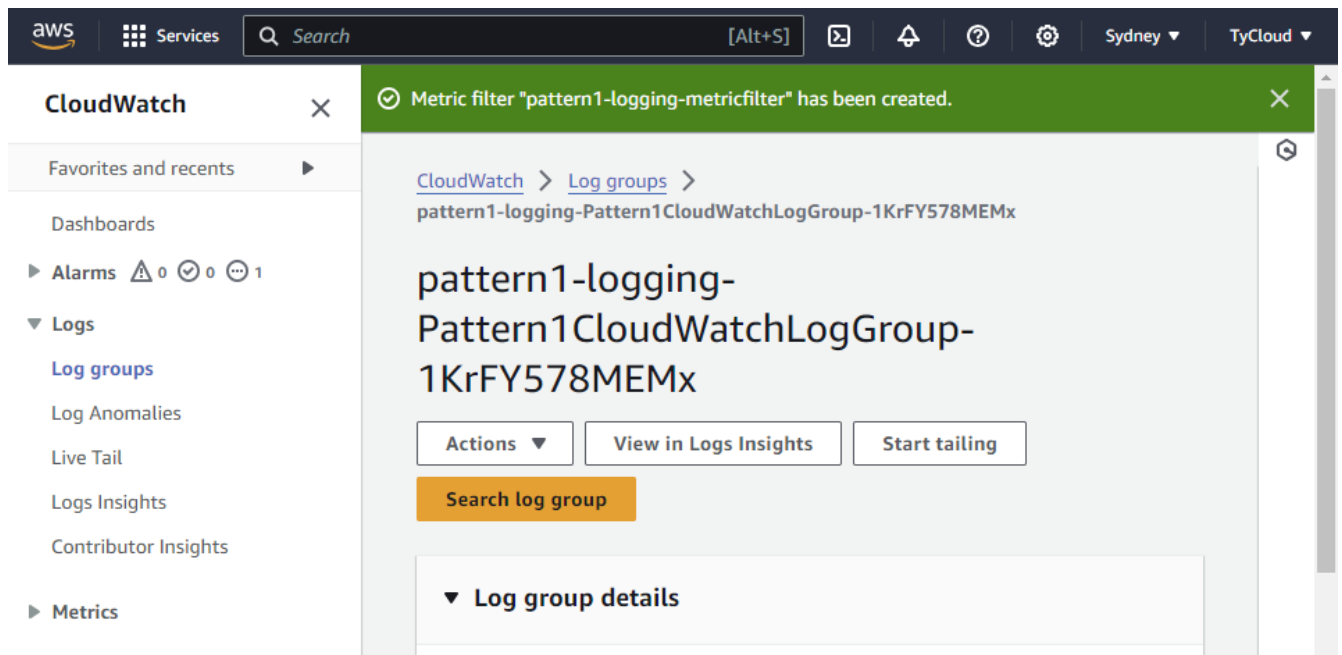 aws Services Search [Alt+S] Sydney TyCloud
CloudWatch
Metric filter "pattern1-logging-metricfilter" has been created.
Favorites and recents
CloudWatch Log groups
pattern1-logging-Pattern1CloudWatchLogGroup-1KrFY578MEMx
Dashboards
Alarms 0 0 1
pattern1-logging-
Pattern1CloudWatchLogGroup-
1KrFY578MEMx
Logs
Log groups
Log Anomalies
Live Tail
Logs Insights
Contributor Insights
Metrics
Actions View in Logs Insights Start tailing
Search log group
Log group details